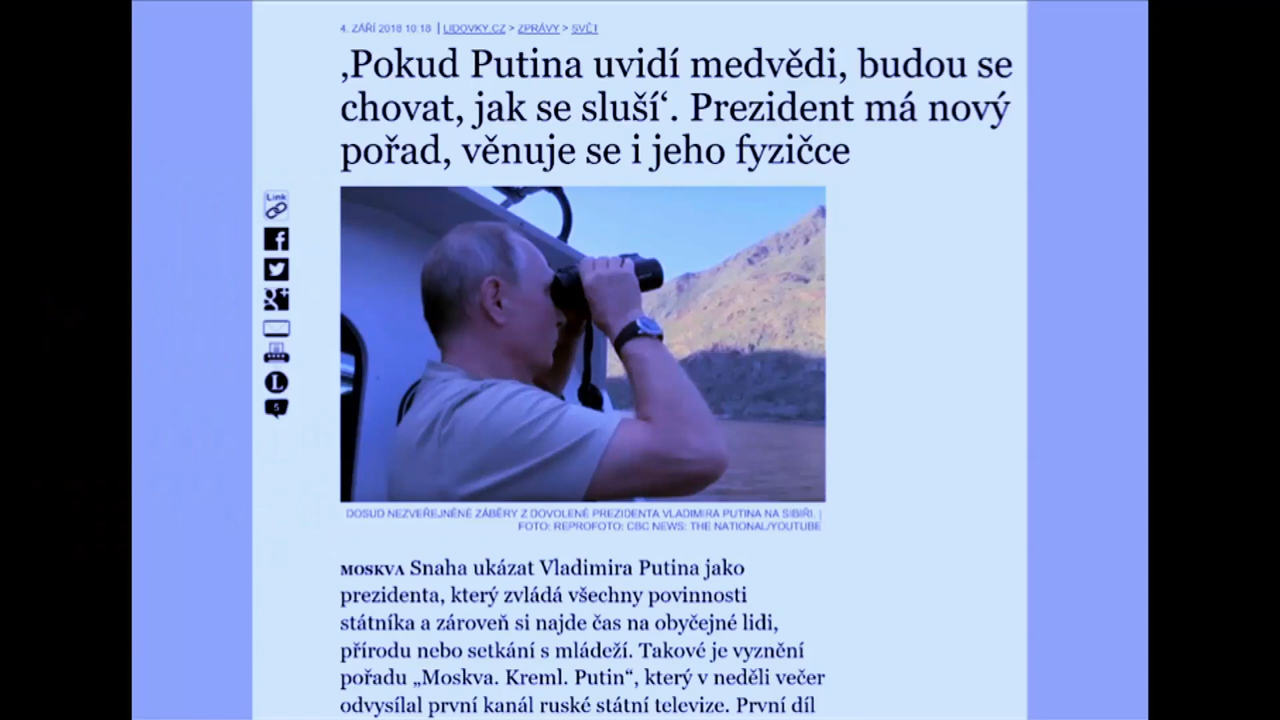 4. ZÁŘÍ 2018 10:18 | LIDOVKY.CZ > ZPRÁVY > SVĚT
‚Pokud Putina uvidí medvědi, budou se
chovat, jak se sluší‘. Prezident má nový
pořad, věnuje se i jeho fyzičce
Link
5
DOSUD NEZVEŘEJNĚNÉ ZÁBĚRY Z DOVOLENÉ PREZIDENTA VLADIMIRA PUTINA NA SIBIŘI. |
FOTO: REPROFOTO: CBC NEWS: THE NATIONAL/YOUTUBE
MOSKVA Snaha ukázat Vladimira Putina jako
prezidenta, který zvládá všechny povinnosti
státníka a zároveň si najde čas na obyčejné lidi,
přírodu nebo setkání s mládeží. Takové je vyznění
pořadu „Moskva. Kreml. Putin“, který v neděli večer
odvysílal první kanál ruské státní televize. První díl